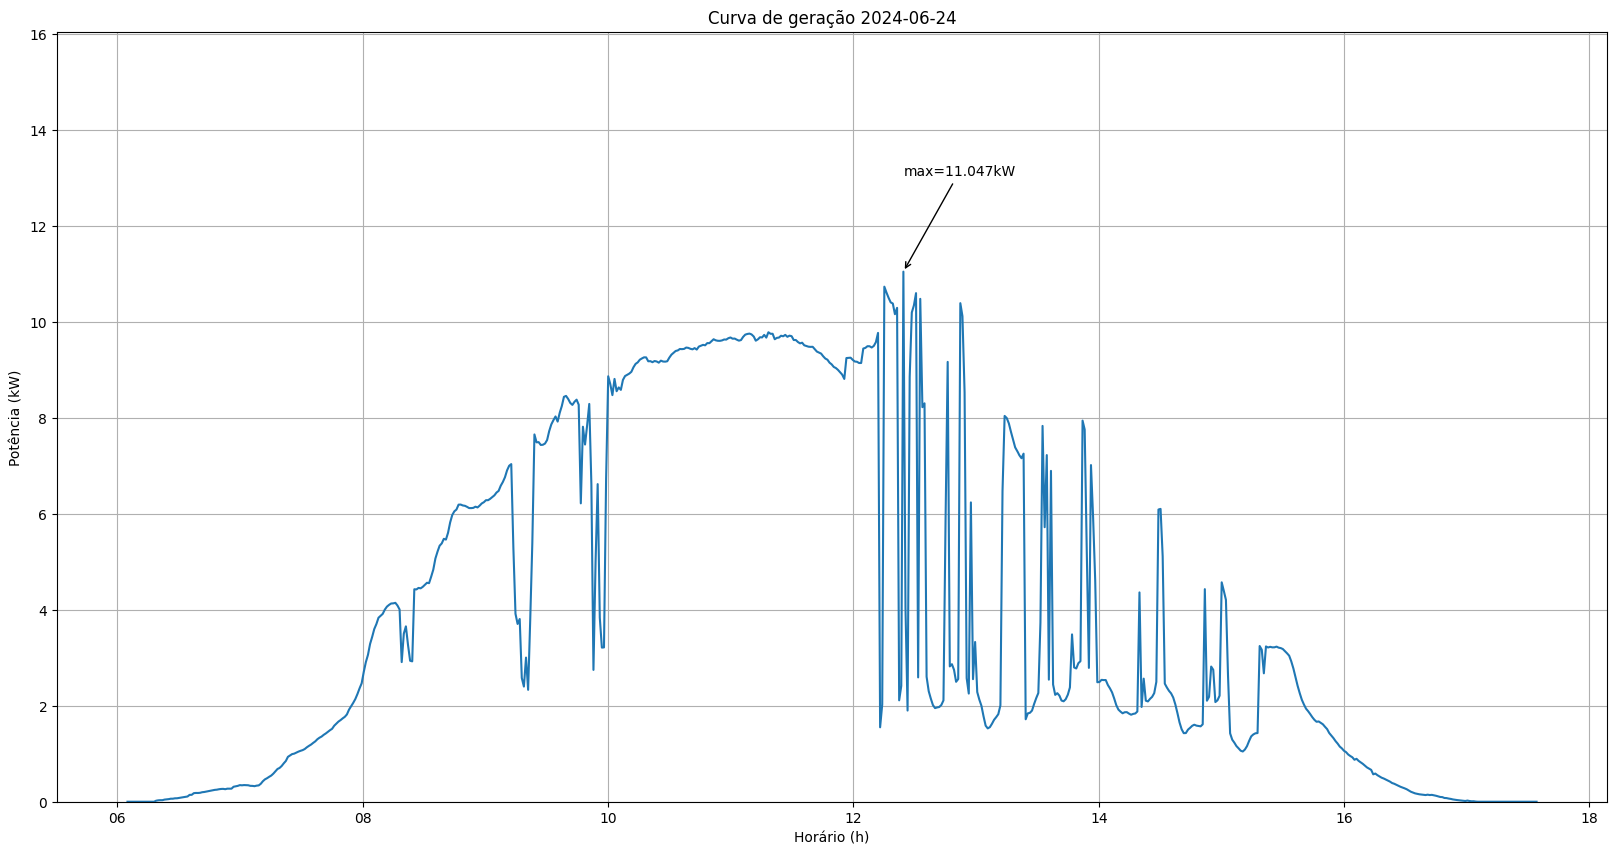 Curva de geração 2024-06-24
16
14
max=11.047kW
12
10
8
Potência (kW)
6
4
2
0
06 08 10 12 14 16 18
Horário (h)